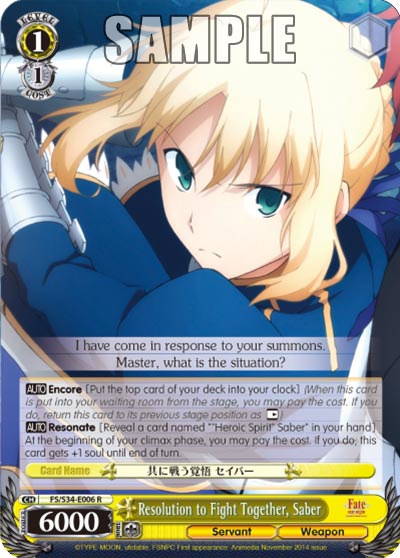 LEVEL
1
1
COST
SAMPLE
I have come in response to your summons.
Master, what is the situation?
AUTO Encore [Put the top card of your deck into your clock] (When this card
is put into your waiting room from the stage, you may pay the cost. If you
do, return this card to its previous stage position as
AUTO Resonate [Reveal a card named ""Heroic Spirit" Saber" in your hand]
At the beginning of your climax phase, you may pay the cost. If you do, this
card gets +1 soul until end of turn.
Card Name 共に戦う覚悟 セイバー
CH FS/S34-E006 R
POWER 6000
Resolution to Fight Together, Saber
Fate
Servant Weapon
©TYPE-MOON, ufotable, FSNPC First appearance: Animedia November 2014 issue